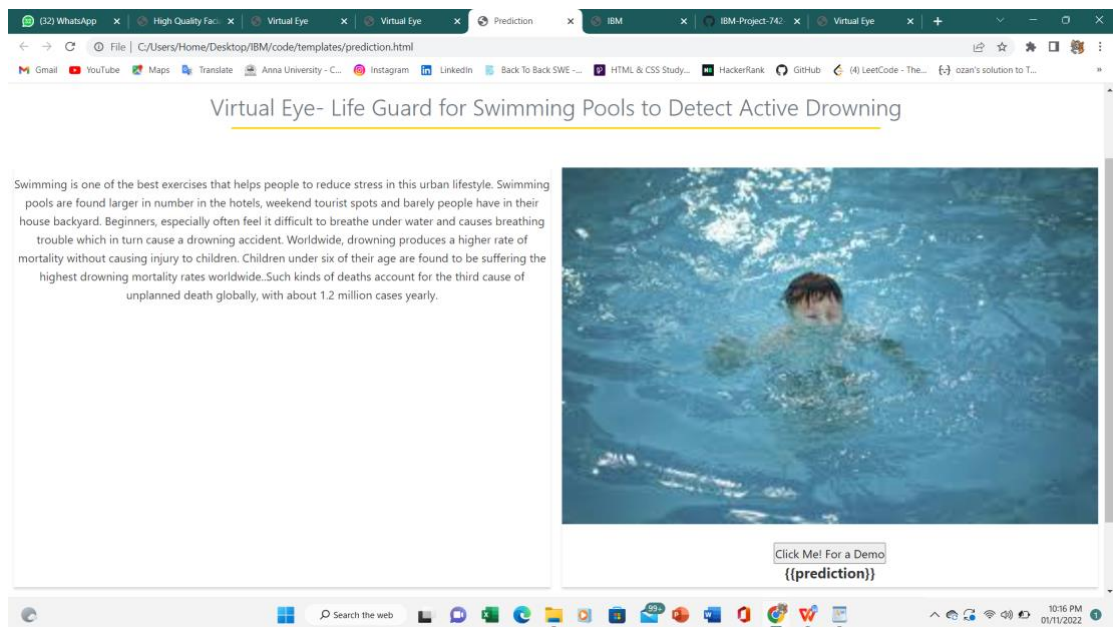 (32) WhatsApp
High Quality Faci
Virtual Eye
Virtual Eye
Prediction
IBM
IBM-Project-742
Virtual Eye
File | C:/Users/Home/Desktop/IBM/code/templates/prediction.html
Gmail
YouTube
Maps
Translate
Anna University - C...
Instagram
LinkedIn
Back To Back SWE -...
HTML & CSS Study...
HackerRank
GitHub
(4) LeetCode - The...
ozan's solution to T...
Virtual Eye- Life Guard for Swimming Pools to Detect Active Drowning
Swimming is one of the best exercises that helps people to reduce stress in this urban lifestyle. Swimming
pools are found larger in number in the hotels, weekend tourist spots and barely people have in their
house backyard. Beginners, especially often feel it difficult to breathe under water and causes breathing
trouble which in turn cause a drowning accident. Worldwide, drowning produces a higher rate of
mortality without causing injury to children. Children under six of their age are found to be suffering the
highest drowning mortality rates worldwide..Such kinds of deaths account for the third cause of
unplanned death globally, with about 1.2 million cases yearly.
Click Me! For a Demo
{{prediction}}
Search the web
99+
10:16 PM
01/11/2022
1